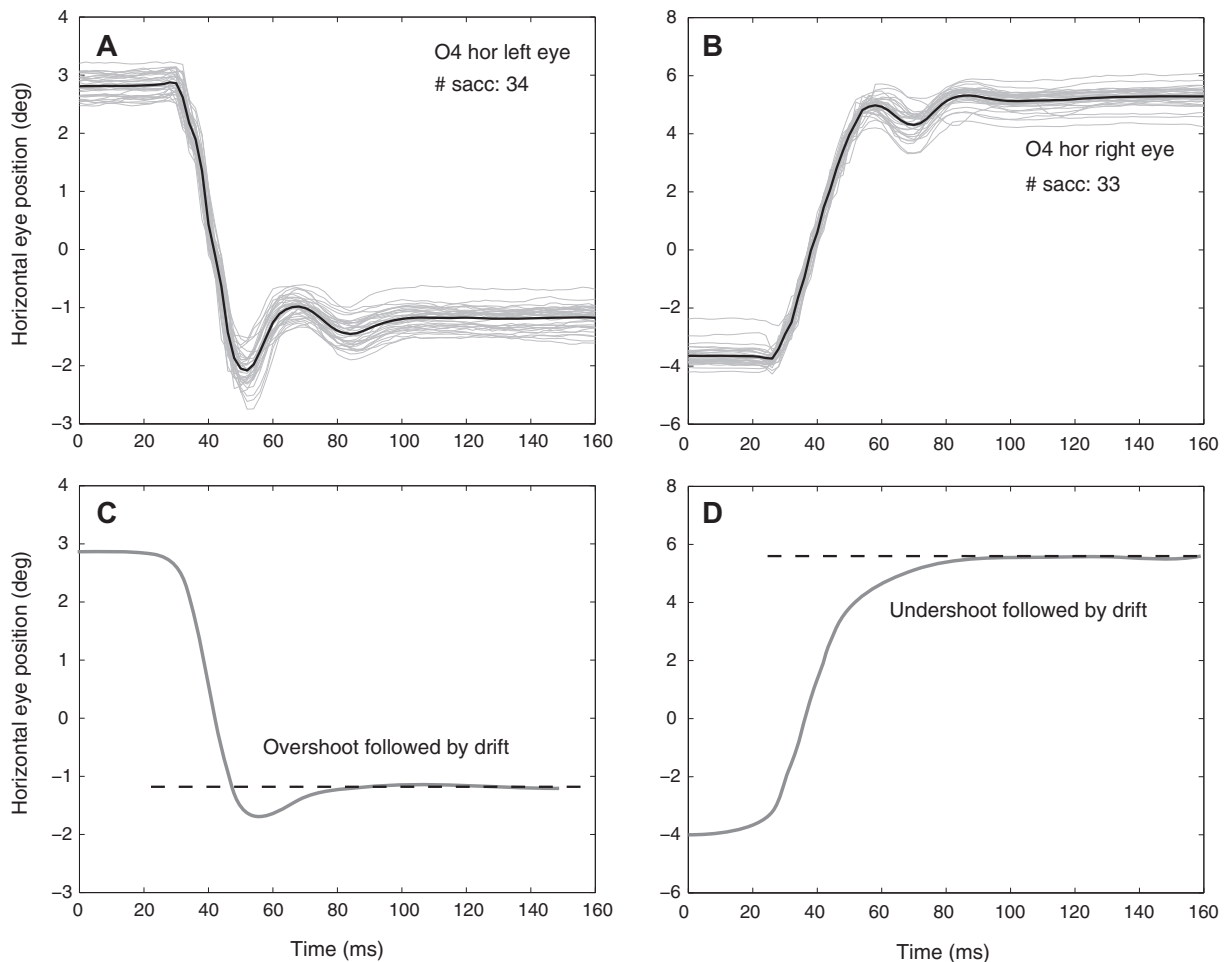 A
O4 hor left eye
# sacc: 34
Horizontal eye position (deg)
4
3
2
1
0
−1
−2
−3
0 20 40 60 80 100 120 140 160
B
O4 hor right eye
# sacc: 33
8
6
4
2
0
−2
−4
−6
0 20 40 60 80 100 120 140 160
C
Overshoot followed by drift
Horizontal eye position (deg)
4
3
2
1
0
−1
−2
−3
0 20 40 60 80 100 120 140 160
Time (ms)
D
Undershoot followed by drift
8
6
4
2
0
−2
−4
−6
0 20 40 60 80 100 120 140 160
Time (ms)